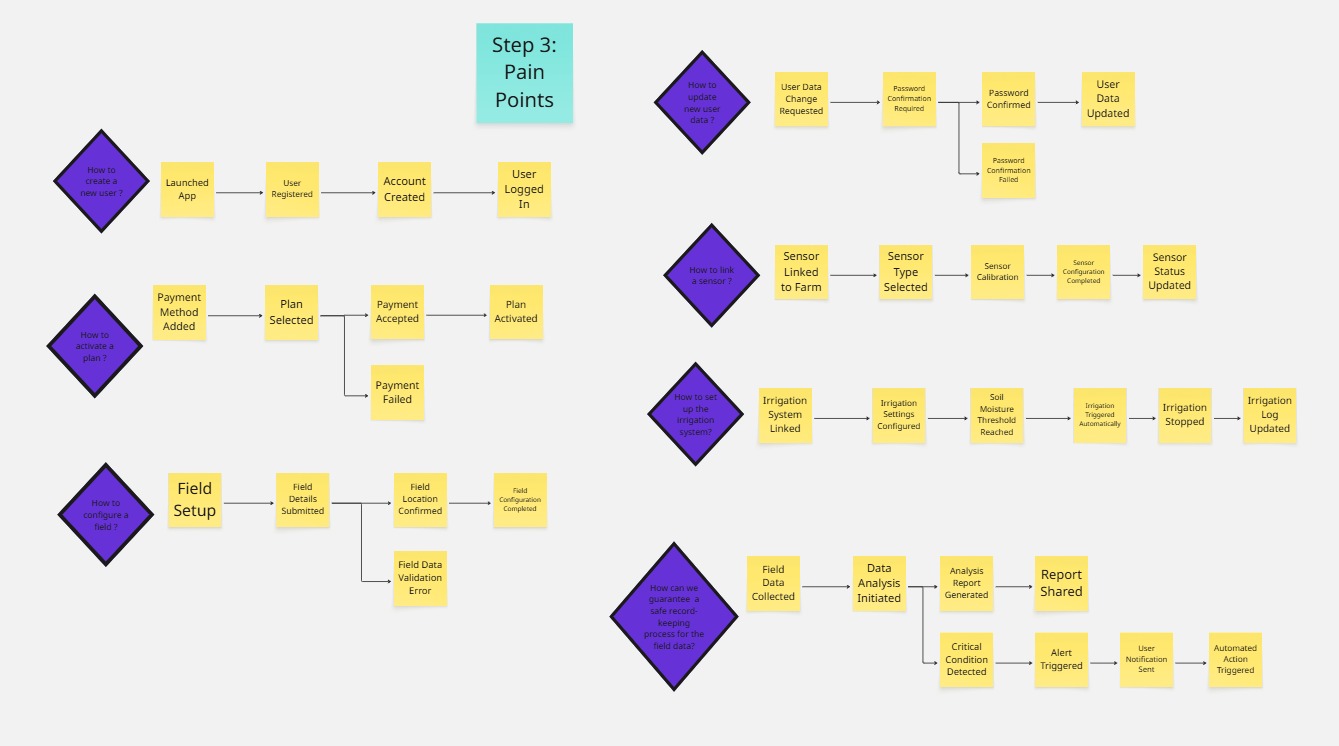 Step 3:
Pain
Points
How to
create a
new user ?
Launched
App
User
Registered
Account
Created
User
Logged
In
How to
activate a
plan ?
Payment
Method
Added
Plan
Selected
Payment
Accepted
Plan
Activated
Payment
Failed
How to
configure a
field ?
Field
Setup
Field
Details
Submitted
Field
Location
Confirmed
Field
Configuration
Completed
Field Data
Validation
Error
How to
update
new user
data ?
User Data
Change
Requested
Password
Confirmation
Required
Password
Confirmed
User
Data
Updated
Password
Confirmation
Failed
How to link
a sensor ?
Sensor
Linked
to Farm
Sensor
Type
Selected
Sensor
Calibration
Sensor
Configuration
Completed
Sensor
Status
Updated
How to set
up the
irrigation
system?
Irrigation
System
Linked
Irrigation
Settings
Configured
Soil
Moisture
Threshold
Reached
Irrigation
Triggered
Automatically
Irrigation
Stopped
Irrigation
Log
Updated
How can we
guarantee  a
safe record-
keeping
process for the
field data?
Field
Data
Collected
Data
Analysis
Initiated
Analysis
Report
Generated
Report
Shared
Critical
Condition
Detected
Alert
Triggered
User
Notification
Sent
Automated
Action
Triggered